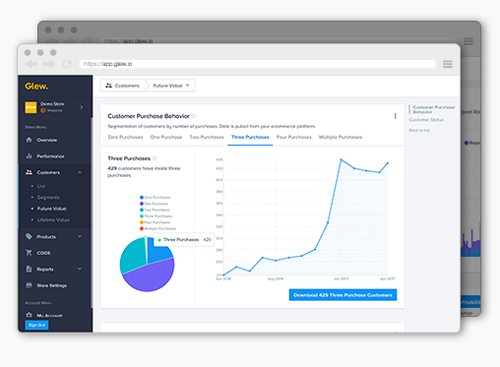 https://app.glew.io
https://app.glew.io
Glew.
Demo Store
Magento
Store Menu
Overview
Performance
Customers
List
Segments
Future Value
Lifetime Value
Products
COGS
Reports
Store Settings
Account Menu
My Account
Sign Out
Customers
Future Value
Customer Purchase Behavior
Segmentation of customers by number of purchases. Data is pulled from your ecommerce platform.
Zero Purchases One Purchase Two Purchases Three Purchases Four Purchases Multiple Purchases
Three Purchases
429 customers have made three purchases
Zero Purchases
One Purchase
Two Purchases
Three Purchases
Four Purchases
Multiple Purchases
Three Purchases 429
Apr 2016
Aug 2016
Jan 2017
Apr 2017
Download 429 Three Purchase Customers
Customer Purchase Behavior
Customer Status
Back to top